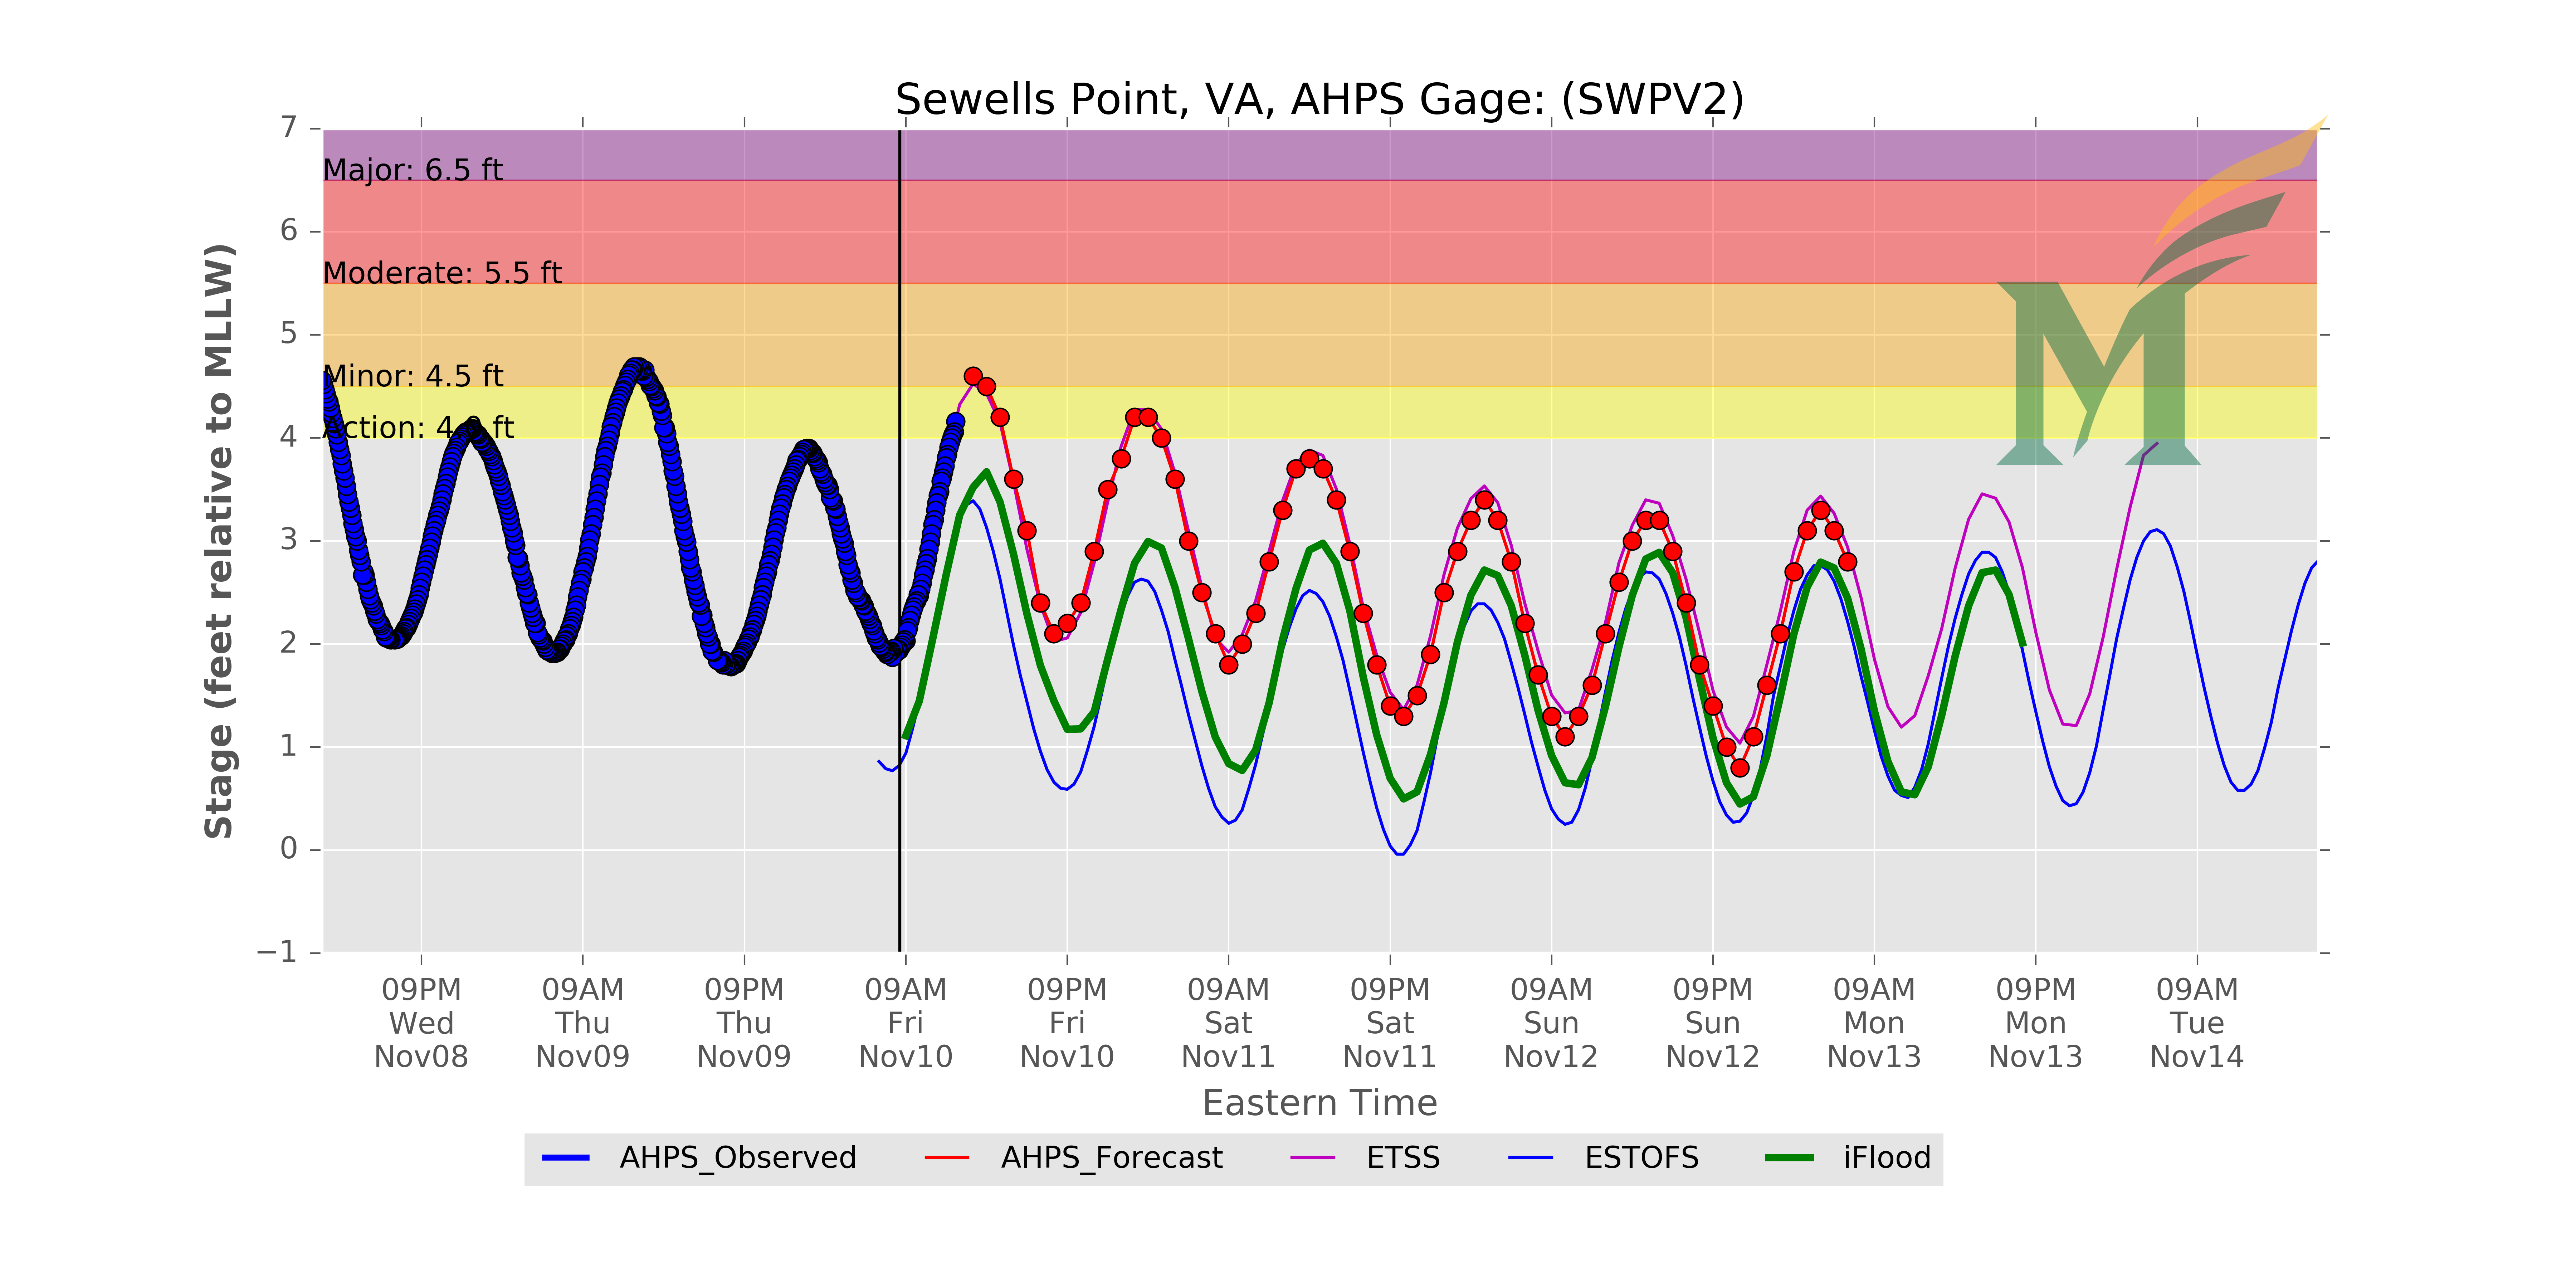 Sewells Point, VA, AHPS Gage: (SWPV2)
7
6
5
4
3
2
1
0
−1
Stage (feet relative to MLLW)
Major: 6.5 ft
Moderate: 5.5 ft
Minor: 4.5 ft
Action: 4.0 ft
09PM Wed Nov08
09AM Thu Nov09
09PM Thu Nov09
09AM Fri Nov10
09PM Fri Nov10
09AM Sat Nov11
09PM Sat Nov11
09AM Sun Nov12
09PM Sun Nov12
09AM Mon Nov13
09PM Mon Nov13
09AM Tue Nov14
Eastern Time
AHPS_Observed
AHPS_Forecast
ETSS
ESTOFS
iFlood
M